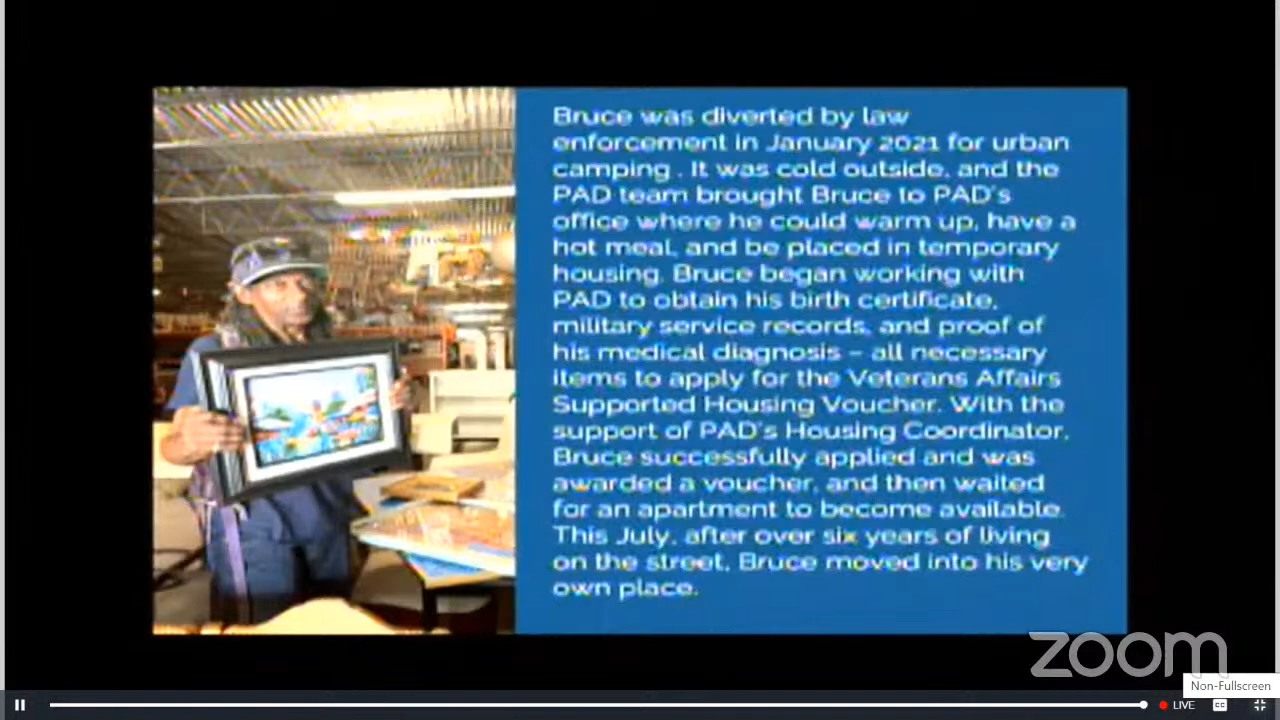 Bruce was diverted by law
enforcement in January 2021 for urban
camping . It was cold outside, and the
PAD team brought Bruce to PAD's
office where he could warm up, have a
hot meal, and be placed in temporary
housing. Bruce began working with
PAD to obtain his birth certificate,
military service records, and proof of
his medical diagnosis – all necessary
items to apply for the Veterans Affairs
Supported Housing Voucher. With the
support of PAD's Housing Coordinator,
Bruce successfully applied and was
awarded a voucher, and then waited
for an apartment to become available.
This July, after over six years of living
on the street, Bruce moved into his very
own place.
zoom
Non-Fullscreen
LIVE
CC